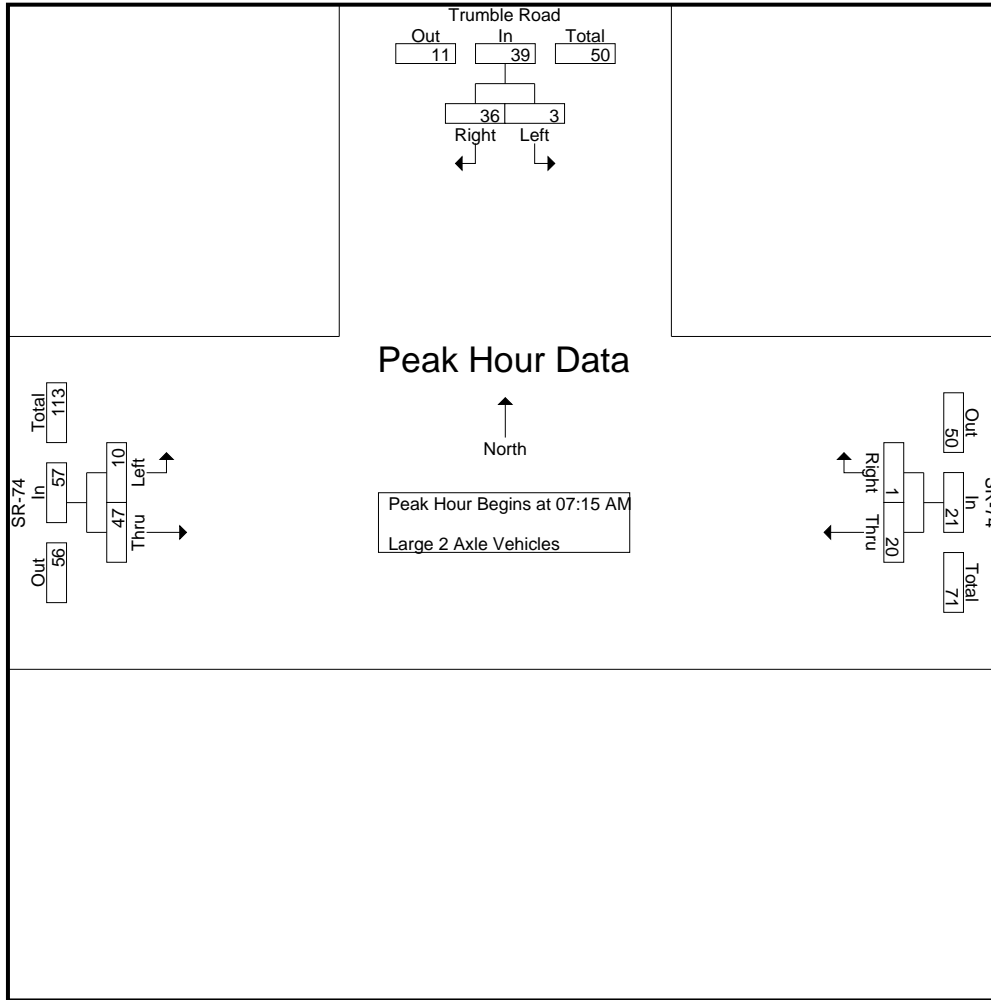 Trumble Road
Out In Total
11 39 50
36 3
Right Left
Peak Hour Data
North
Peak Hour Begins at 07:15 AM
Large 2 Axle Vehicles
SR-74
Total In Out
113 57 56
10 47
Left Thru
SR-74
Out In Total
50 21 71
1 20
Right Thru